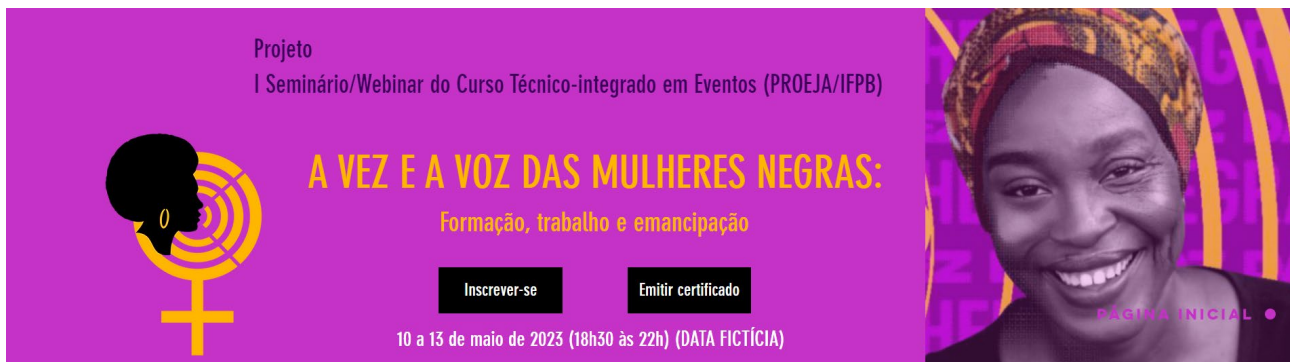 Projeto
I Seminário/Webinar do Curso Técnico-integrado em Eventos (PROEJA/IFPB)
A VEZ E A VOZ DAS MULHERES NEGRAS:
Formação, trabalho e emancipação
Inscrever-se
Emitir certificado
10 a 13 de maio de 2023 (18h30 às 22h) (DATA FICTÍCIA)
PÁGINA INICIAL